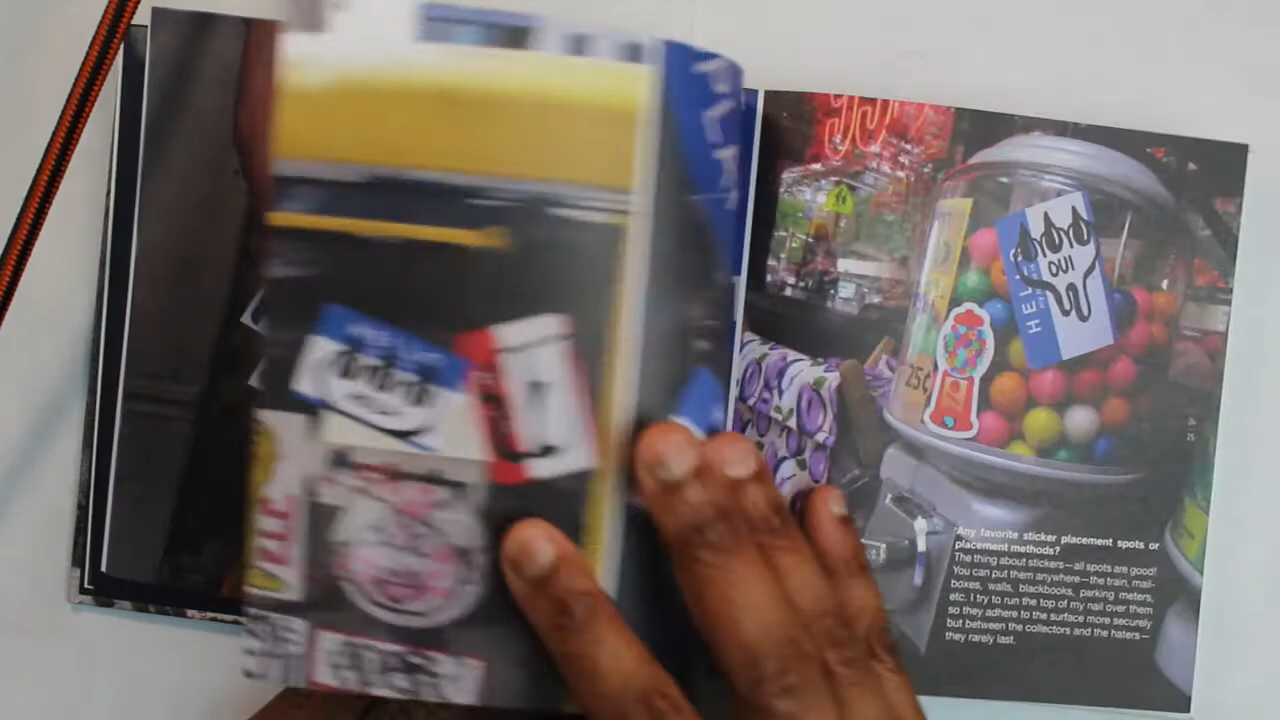 HELLO
OUI
25¢
Any favorite sticker placement spots or
placement methods?
The thing about stickers—all spots are good!
You can put them anywhere—the train, mail-
boxes, walls, blackbooks, parking meters,
etc. I try to run the top of my nail over them
so they adhere to the surface more securely
but between the collectors and the haters—
they rarely last.